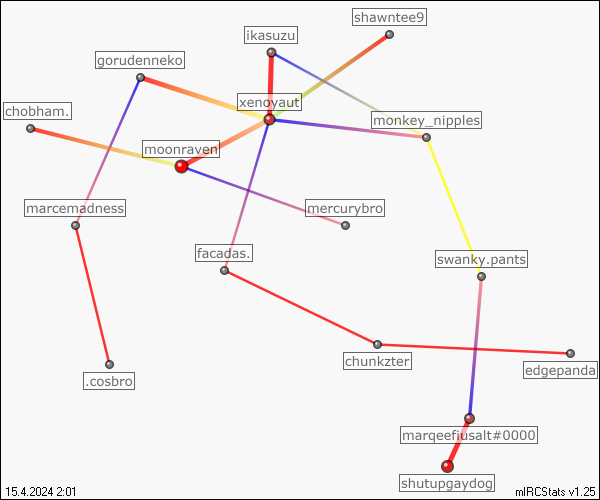 shawntee9
ikasuzu
gorudenneko
xenoyaut
chobham.
monkey_nipples
moonraven
marcemadness
mercurybro
facadas.
swanky.pants
chunkzter
edgepanda
.cosbro
marqeefiusalt#0000
shutupgaydog
15.4.2024 2:01
mIRCStats v1.25